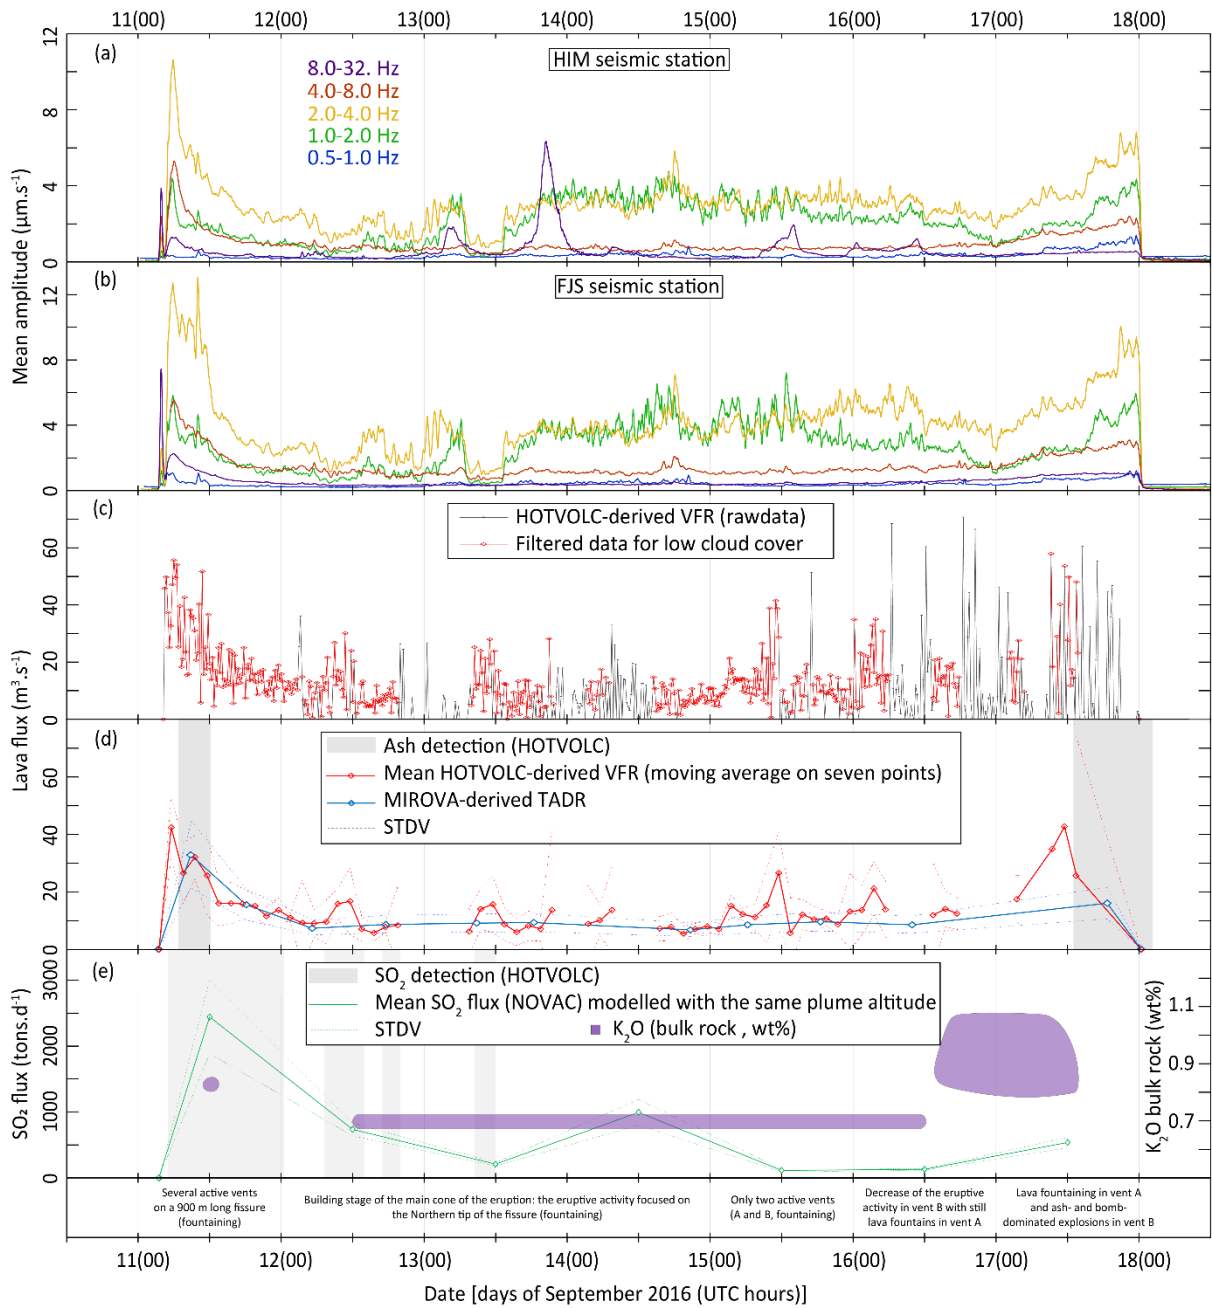 11(00) 12(00) 13(00) 14(00) 15(00) 16(00) 17(00) 18(00)
(a)
HIM seismic station
8.0-32. Hz
4.0-8.0 Hz
2.0-4.0 Hz
1.0-2.0 Hz
0.5-1.0 Hz
12
8
4
0
Mean amplitude (μm.s⁻¹)
(b)
FJS seismic station
12
8
4
0
(c)
HOTVOLC-derived VFR (rawdata)
Filtered data for low cloud cover
60
40
20
0
Lava flux (m³.s⁻¹)
(d)
Ash detection (HOTVOLC)
Mean HOTVOLC-derived VFR (moving average on seven points)
MIROVA-derived TADR
STDV
60
40
20
0
(e)
SO₂ detection (HOTVOLC)
Mean SO₂ flux (NOVAC) modelled with the same plume altitude
STDV
K₂O (bulk rock , wt%)
3000
2000
1000
0
SO₂ flux (tons.d⁻¹)
1.1
0.9
0.7
K₂O bulk rock (wt%)
Several active vents
on a 900 m long fissure
(fountaining)
Building stage of the main cone of the eruption: the eruptive activity focused on
the Northern tip of the fissure (fountaining)
Only two active vents
(A and B, fountaining)
Decrease of the eruptive
activity in vent B with still
lava fountains in vent A
Lava fountaining in vent A
and ash- and bomb-
dominated explosions in vent B
11(00) 12(00) 13(00) 14(00) 15(00) 16(00) 17(00) 18(00)
Date [days of September 2016 (UTC hours)]